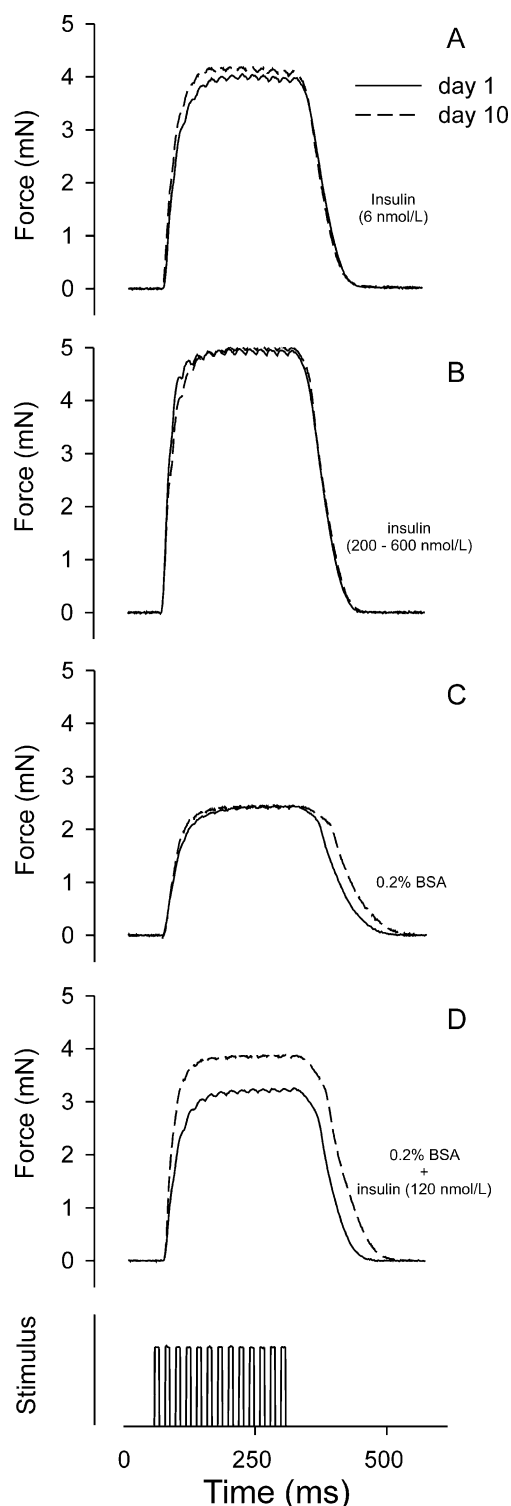 A
day 1
day 10
5
4
3
2
1
0
Force (mN)
Insulin
(6 nmol/L)
B
5
4
3
2
1
0
Force (mN)
insulin
(200 - 600 nmol/L)
C
5
4
3
2
1
0
Force (mN)
0.2% BSA
D
5
4
3
2
1
0
Force (mN)
0.2% BSA
+
insulin (120 nmol/L)
Stimulus
0 250 500
Time (ms)